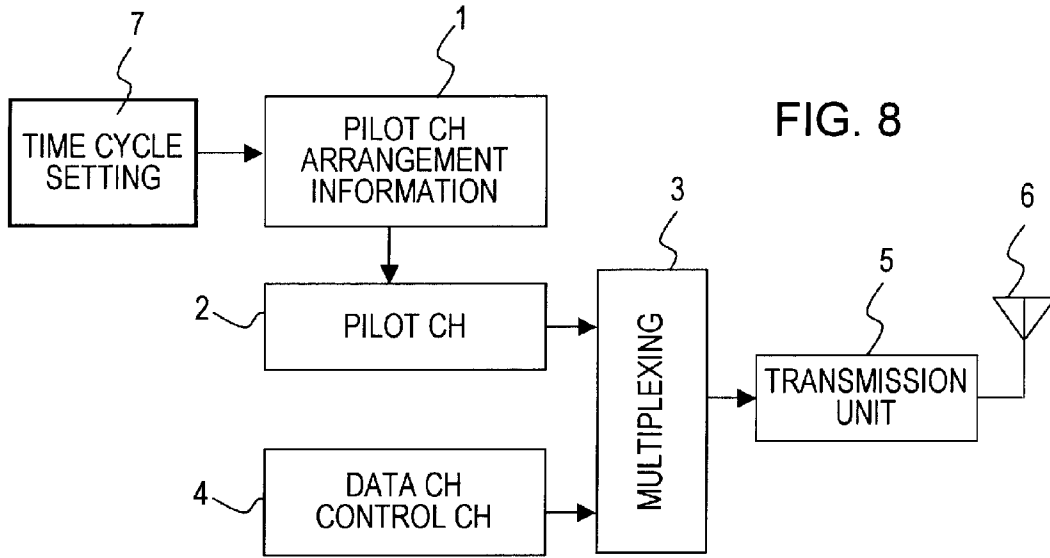 7
1
TIME CYCLE
SETTING
PILOT CH
ARRANGEMENT
INFORMATION
FIG. 8
3
6
2
PILOT CH
5
MULTIPLEXING
TRANSMISSION
UNIT
4
DATA CH
CONTROL CH